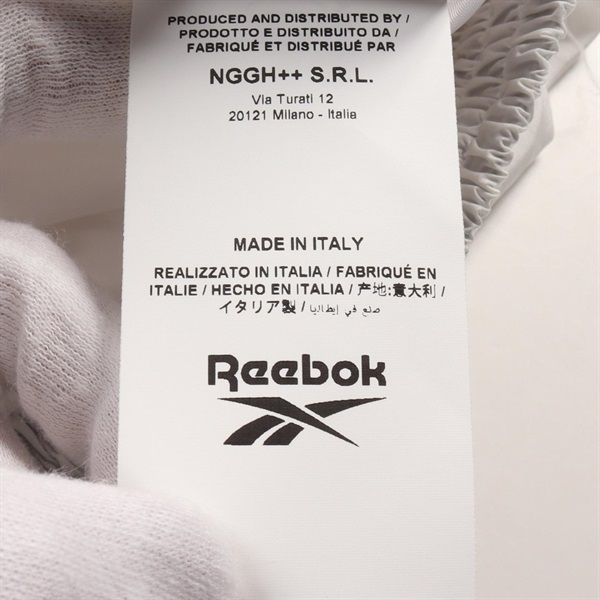 PRODUCED AND DISTRIBUTED BY /
PRODOTTO E DISTRIBUITO DA /
FABRIQUÉ ET DISTRIBUÉ PAR
NGGH++ S.R.L.
Via Turati 12
20121 Milano - Italia
MADE IN ITALY
REALIZZATO IN ITALIA / FABRIQUÉ EN
ITALIE / HECHO EN ITALIA / 产地:意大利 /
イタリア製 / صنع في إيطاليا
Reebok